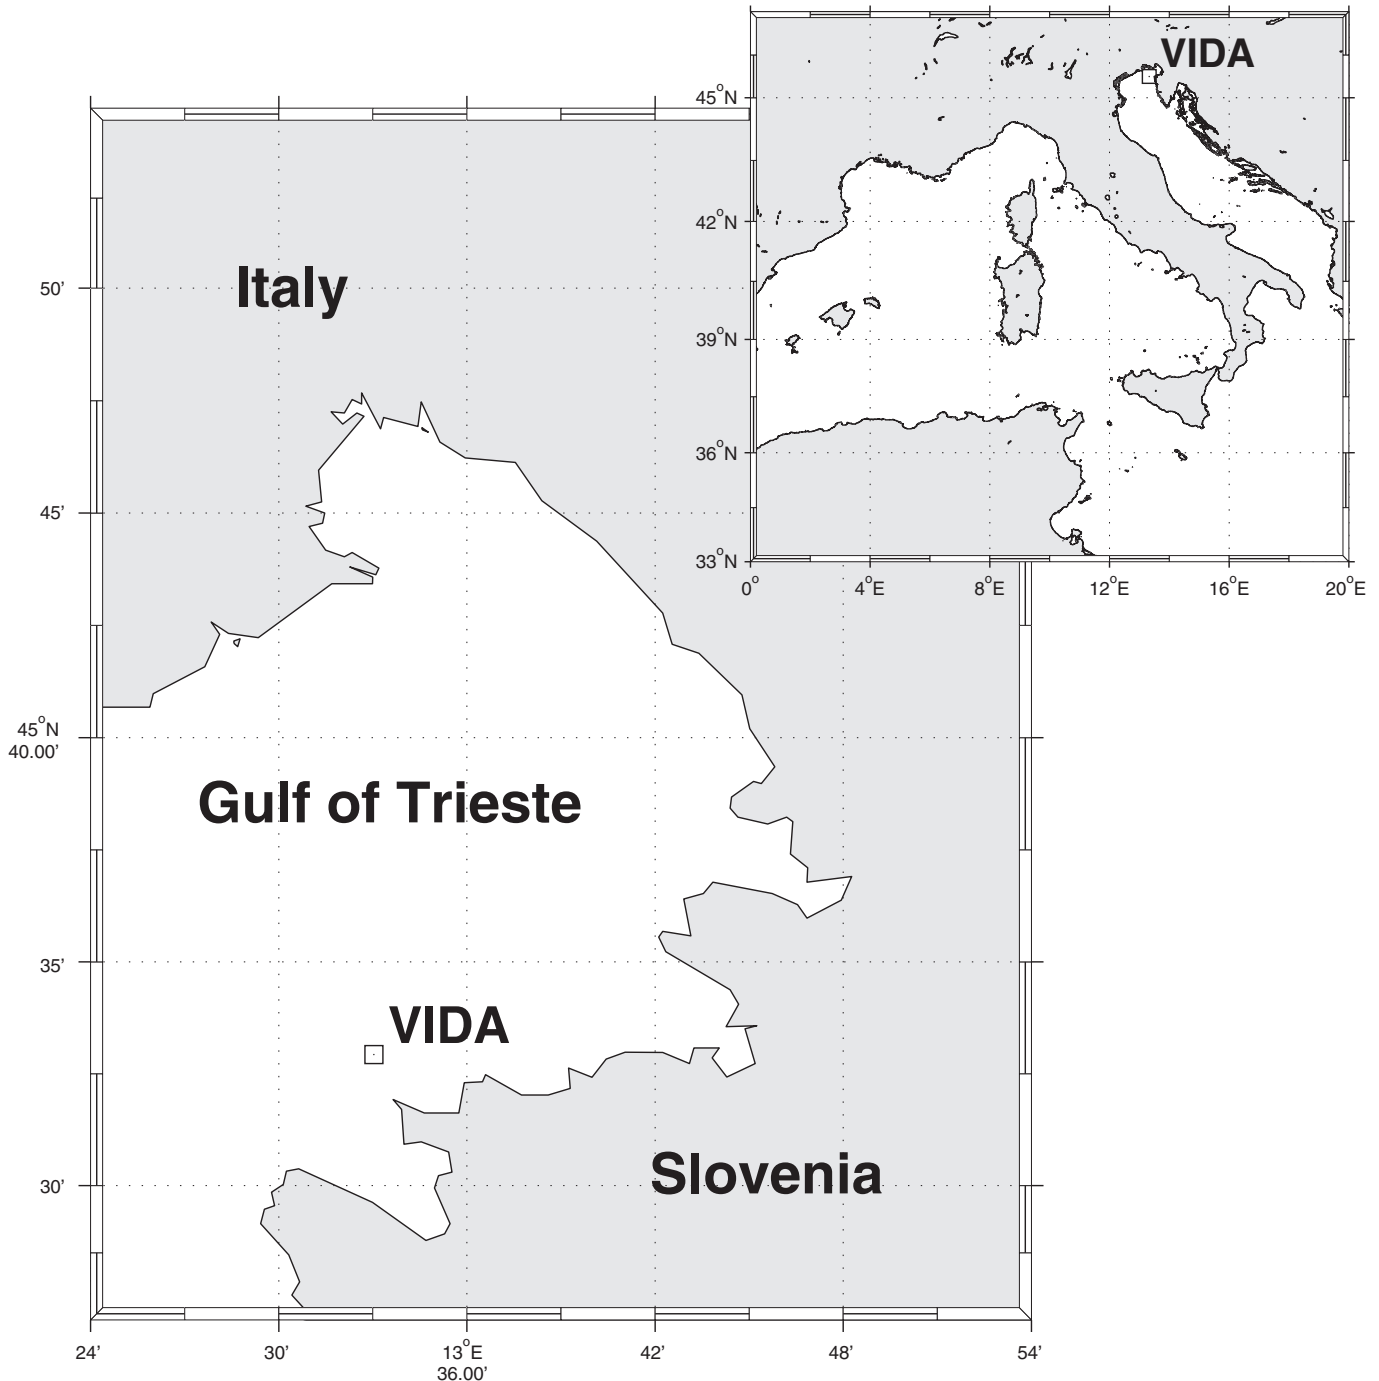 VIDA
45°N
42°N
39°N
36°N
33°N
0°
4°E
8°E
12°E
16°E
20°E
Italy
50'
45'
45°N
40.00'
Gulf of Trieste
35'
VIDA
Slovenia
30'
24'
30'
13°E
36.00'
42'
48'
54'